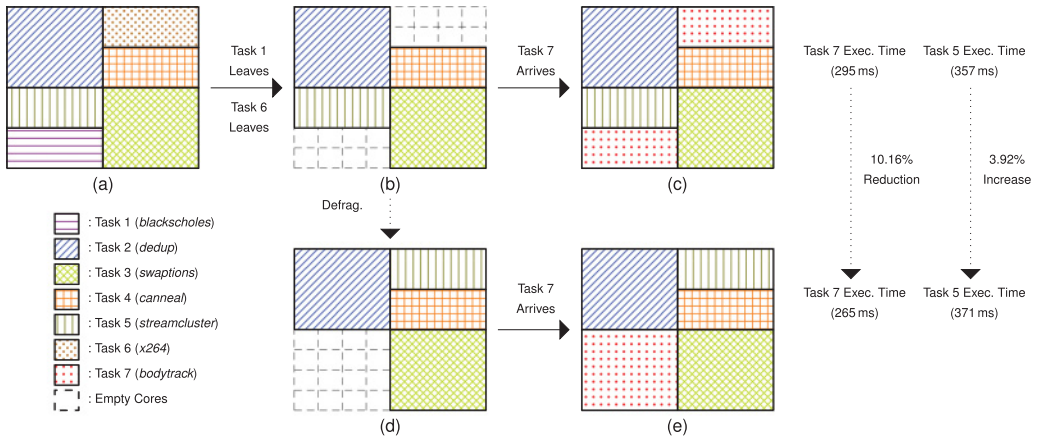 Task 1
Leaves
Task 6
Leaves
Task 7
Arrives
Task 7 Exec. Time
(295 ms)
Task 5 Exec. Time
(357 ms)
10.16%
Reduction
3.92%
Increase
(a)
(b)
(c)
Defrag.
: Task 1 (blackscholes)
: Task 2 (dedup)
: Task 3 (swaptions)
: Task 4 (canneal)
: Task 5 (streamcluster)
: Task 6 (x264)
: Task 7 (bodytrack)
: Empty Cores
Task 7
Arrives
Task 7 Exec. Time
(265 ms)
Task 5 Exec. Time
(371 ms)
(d)
(e)